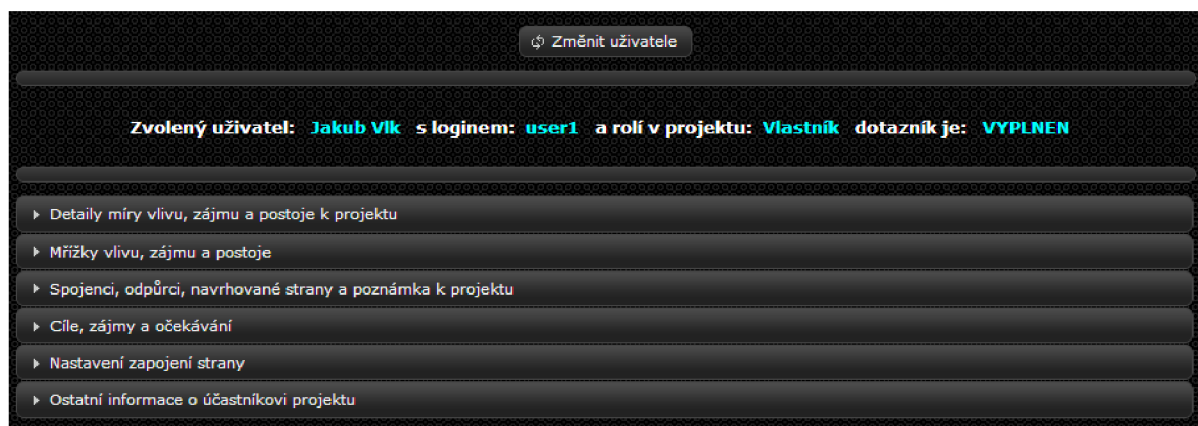 Změnit uživatele
Zvolený uživatel: Jakub Vlk s loginem: user1 a rolí v projektu: Vlastník dotazník je: VYPLNEN
Detaily míry vlivu, zájmu a postoje k projektu
Mřížky vlivu, zájmu a postoje
Spojenci, odpůrci, navrhované strany a poznámka k projektu
Cíle, zájmy a očekávání
Nastavení zapojení strany
Ostatní informace o účastníkovi projektu